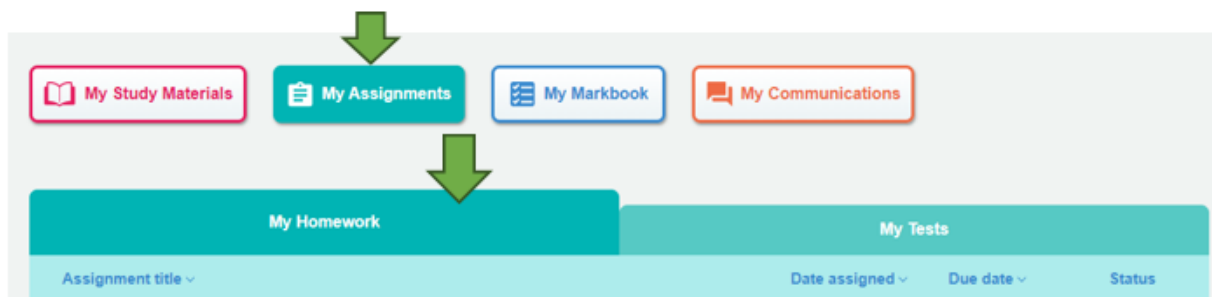 My Study Materials My Assignments My Markbook My Communications
My Homework My Tests
Assignment title Date assigned Due date Status